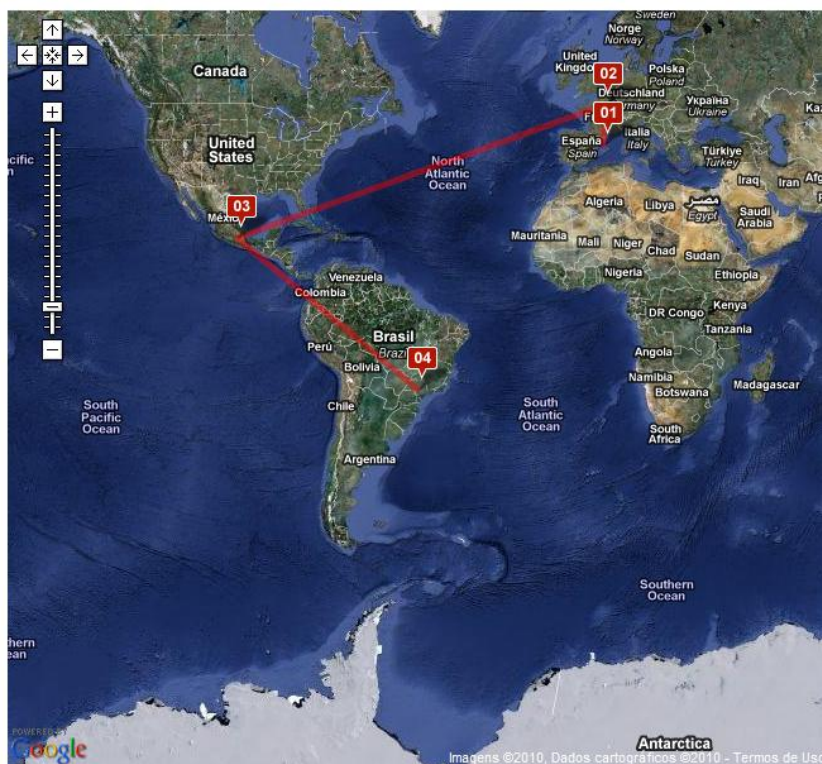 Sweden
Norge
Norway
United
Kingdom
02
Polska
Poland
Deutschland
Germany
Україна
Ukraine
01
Canada
United
States
North
Atlantic
Ocean
España
Spain
Italia
Italy
Türkiye
Turkey
Iraq
Iran
03
México
Algeria
Libya
مصر
Egypt
Saudi
Arabia
Mauritania
Mali
Niger
Chad
Sudan
Nigeria
Ethiopia
Venezuela
Colombia
DR Congo
Kenya
Tanzania
Brasil
Brazil
Perú
04
Bolivia
Angola
Namibia
Botswana
Madagascar
South
Pacific
Ocean
Chile
South
Atlantic
Ocean
South
Africa
Argentina
Southern
Ocean
POWERED BY
Google
Antarctica
Imagens ©2010, Dados cartográficos ©2010 - Termos de Uso